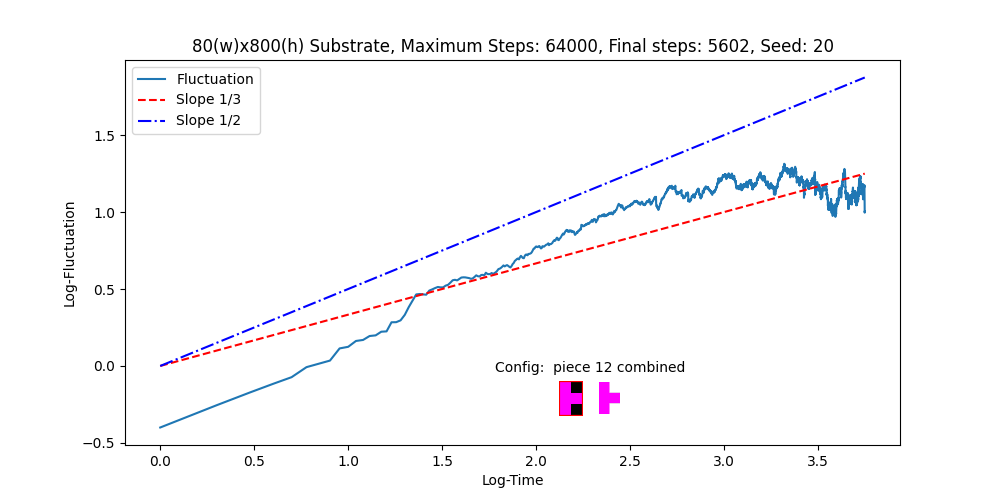 80(w)x800(h) Substrate, Maximum Steps: 64000, Final steps: 5602, Seed: 20
Fluctuation
Slope 1/3
Slope 1/2
Log-Fluctuation
1.5
1.0
0.5
0.0
−0.5
Config:  piece 12 combined
0.0 0.5 1.0 1.5 2.0 2.5 3.0 3.5
Log-Time